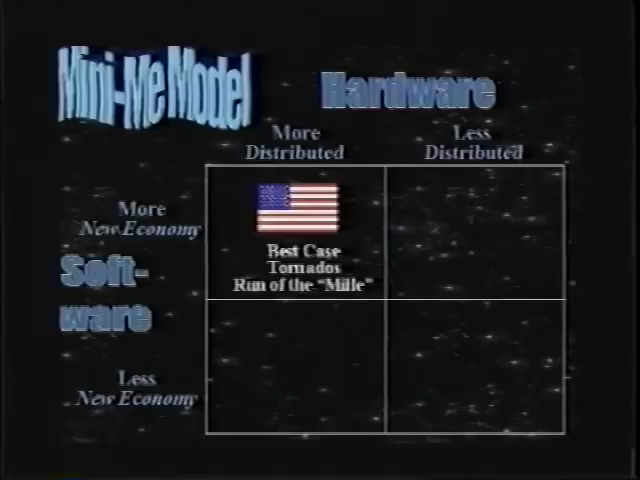 Mini-Me Model
Hardware
More
Distributed
Less
Distributed
More
New Economy
Best Case
Tornados
Run of the "Mille"
Soft-
ware
Less
New Economy